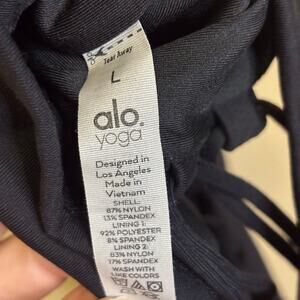 Tear Away
L
alo.
yoga
Designed in
Los Angeles
Made in
Vietnam
SHELL:
87% NYLON
13% SPANDEX
LINING 1:
92% POLYESTER
8% SPANDEX
LINING 2:
83% NYLON
17% SPANDEX
WASH WITH
LIKE COLORS